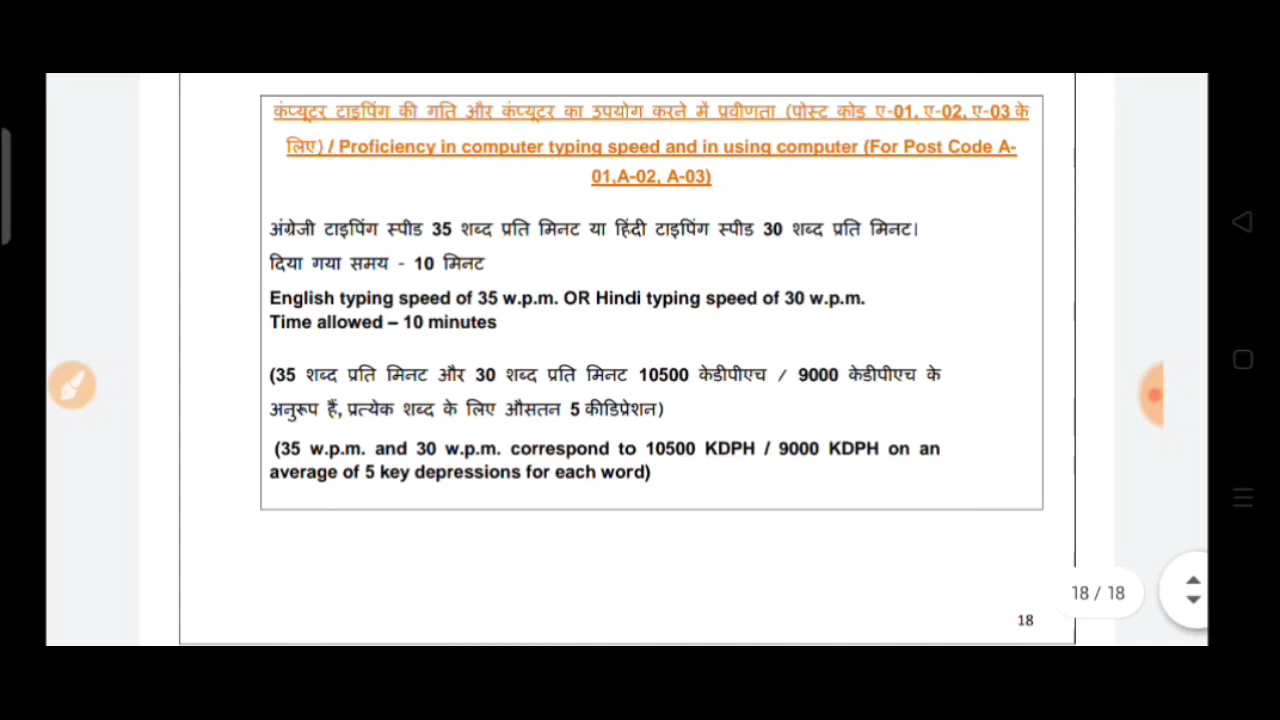 कंप्यूटर टाइपिंग की गति और कंप्यूटर का उपयोग करने में प्रवीणता (पोस्ट कोड ए-01, ए-02, ए-03 के
लिए) / Proficiency in computer typing speed and in using computer (For Post Code A-
01,A-02, A-03)
अंग्रेजी टाइपिंग स्पीड 35 शब्द प्रति मिनट या हिंदी टाइपिंग स्पीड 30 शब्द प्रति मिनट।
दिया गया समय - 10 मिनट
English typing speed of 35 w.p.m. OR Hindi typing speed of 30 w.p.m.
Time allowed – 10 minutes
(35 शब्द प्रति मिनट और 30 शब्द प्रति मिनट 10500 केडीपीएच / 9000 केडीपीएच के
अनुरूप हैं, प्रत्येक शब्द के लिए औसतन 5 कीडिप्रेशन)
(35 w.p.m. and 30 w.p.m. correspond to 10500 KDPH / 9000 KDPH on an
average of 5 key depressions for each word)
18 / 18
18